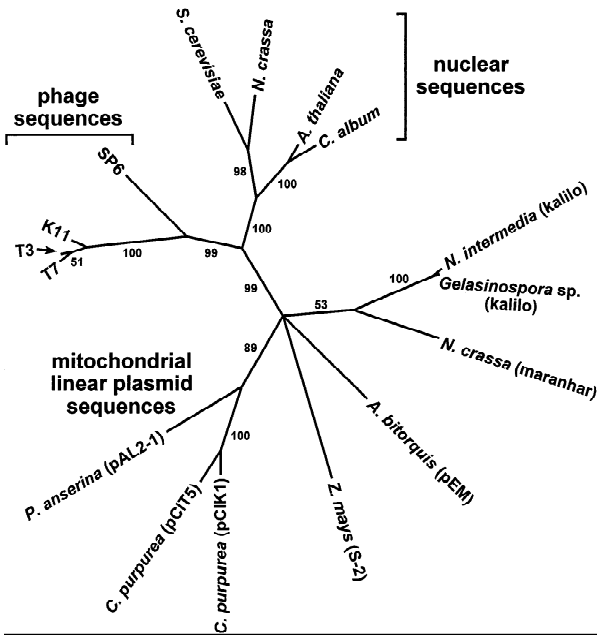 S. cerevisiae
N. crassa
nuclear
sequences
A. thaliana
C. album
phage
sequences
98
100
SP6
100
K11
T3
T7
51
100
99
99
N. intermedia (kalilo)
100
Gelasinospora sp.
(kalilo)
53
N. crassa (maranhar)
89
mitochondrial
linear plasmid
sequences
A. bitorquis (pEM)
100
P. anserina (pAL2-1)
C. purpurea (pClT5)
C. purpurea (pClK1)
Z. mays (S-2)